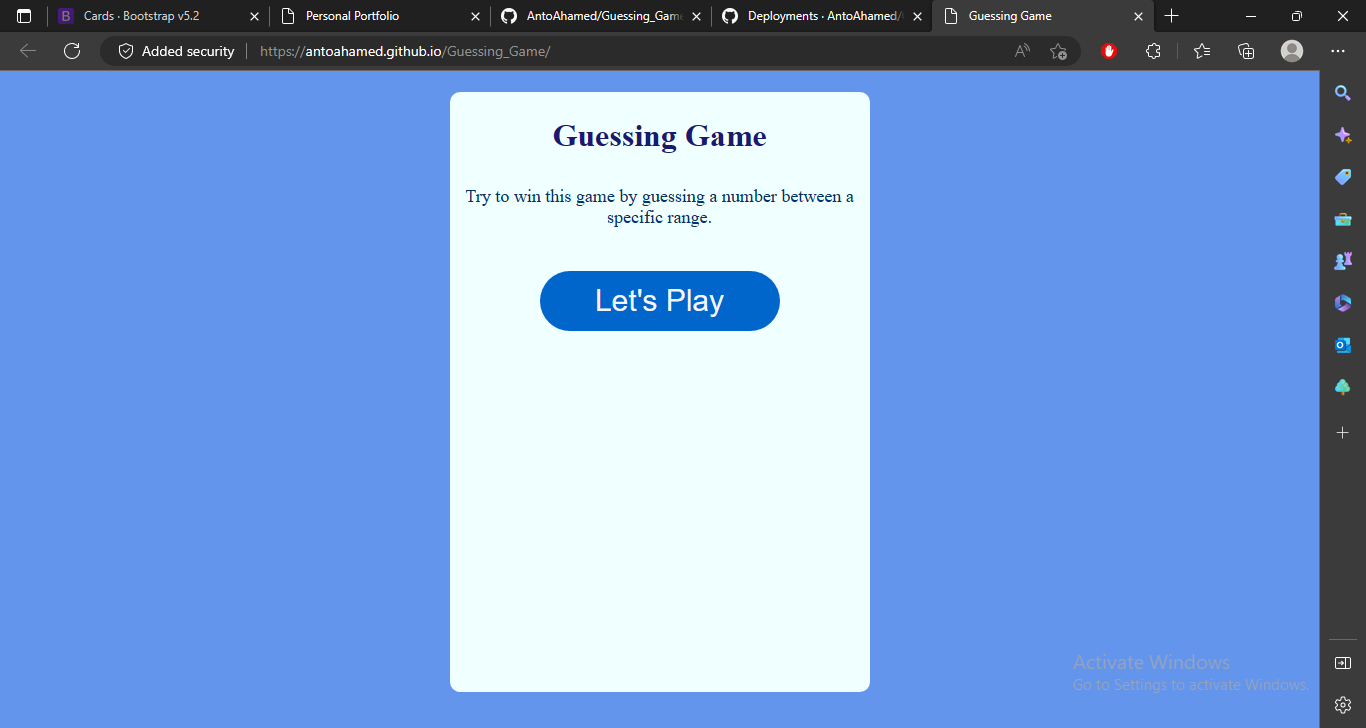 Cards · Bootstrap v5.2
Personal Portfolio
AntoAhamed/Guessing_Game
Deployments · AntoAhamed/
Guessing Game
Added security
https://antoahamed.github.io/Guessing_Game/
Guessing Game
Try to win this game by guessing a number between a
specific range.
Let's Play
Activate Windows
Go to Settings to activate Windows.